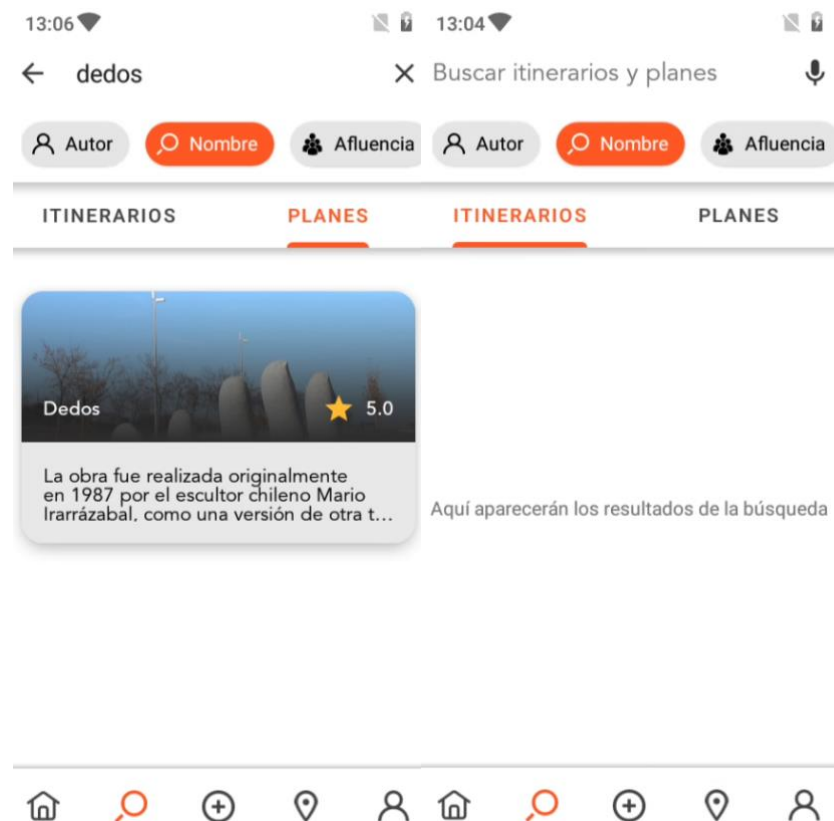 13:06
dedos
Autor
Nombre
Afluencia
ITINERARIOS
PLANES
Dedos
5.0
La obra fue realizada originalmente
en 1987 por el escultor chileno Mario
Irarrázabal, como una versión de otra t...
13:04
Buscar itinerarios y planes
Autor
Nombre
Afluencia
ITINERARIOS
PLANES
Aquí aparecerán los resultados de la búsqueda